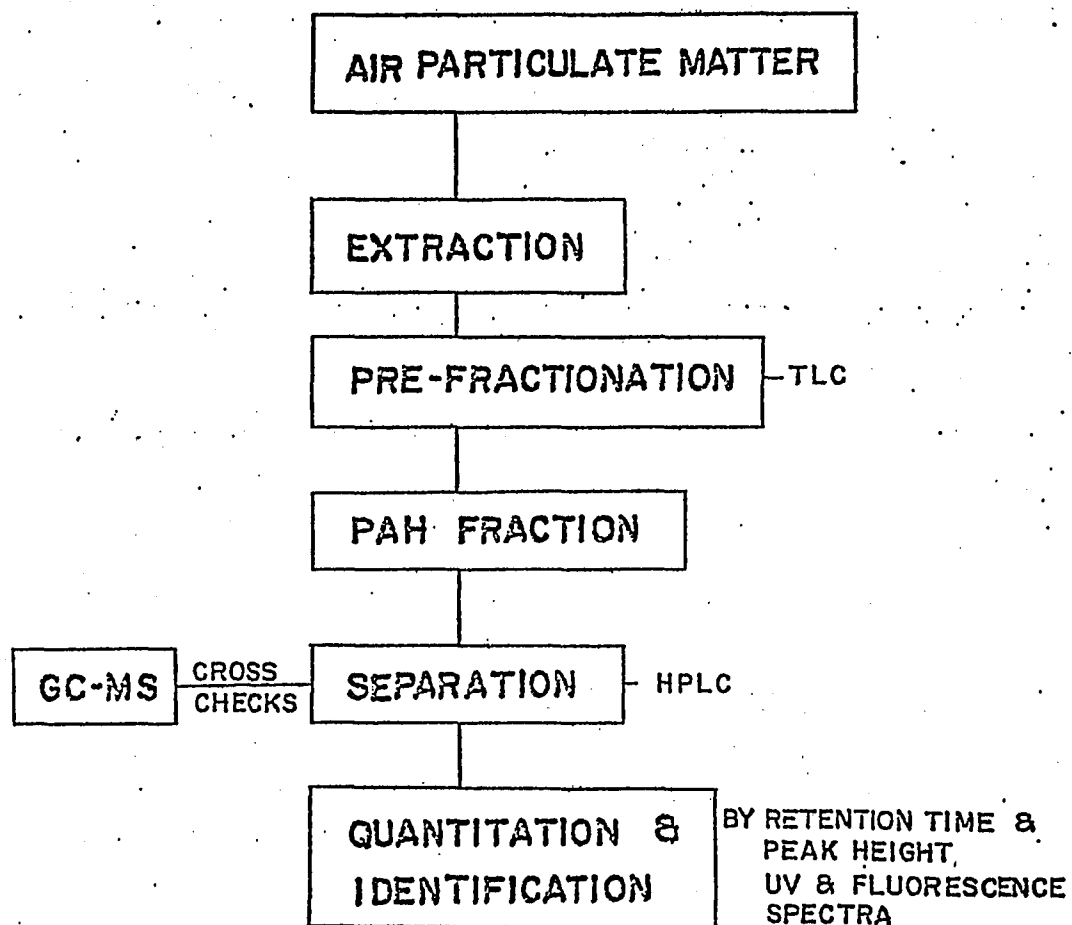 AIR PARTICULATE MATTER
EXTRACTION
PRE-FRACTIONATION
TLC
PAH FRACTION
GC-MS
CROSS
CHECKS
SEPARATION
HPLC
QUANTITATION &
IDENTIFICATION
BY RETENTION TIME &
PEAK HEIGHT,
UV & FLUORESCENCE
SPECTRA